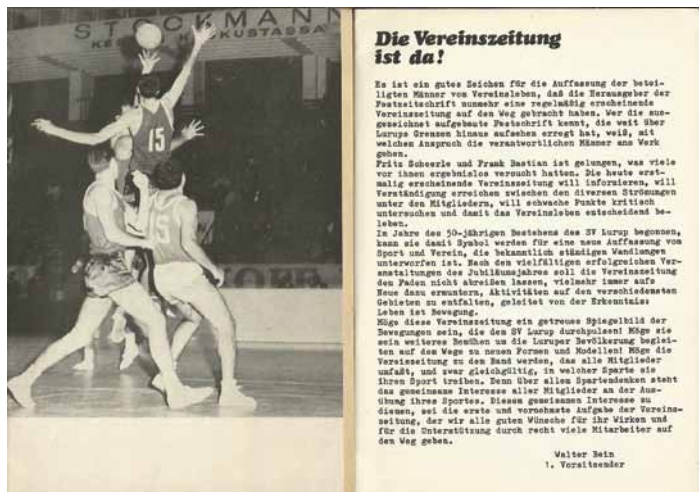 STOCKMANN
KESKUSTASSA
15
15
Die Vereinszeitung
ist da!
Es ist ein gutes Zeichen für die Auffassung der betei-
ligten Männer vom Vereinsleben, daß die Herausgeber der
Festzeitschrift nunmehr eine regelmäßig erscheinende
Vereinszeitung auf den Weg gebracht haben. Wer die aus-
gezeichnet aufgebaute Festschrift kennt, die weit über
Lurups Grenzen hinaus aufsehen erregt hat, weiß, mit
welchem Anspruch die verantwortlichen Männer ans Werk
gehen.
Fritz Scheerle und Frank Bastian ist gelungen, was viele
vor ihnen ergebnislos versucht hatten. Die heute erst-
malig erscheinende Vereinszeitung will informieren, will
Verständigung erreichen zwischen den diversen Strömungen
unter den Mitgliedern, will schwache Punkte kritisch
untersuchen und damit das Vereinsleben entscheidend be-
leben.
Im Jahre des 50-jährigen Bestehens des SV Lurup begonnen,
kann sie damit Symbol werden für eine neue Auffassung von
Sport und Verein, die bekanntlich ständigen Wandlungen
unterworfen ist. Nach den vielfältigen erfolgreichen Ver-
anstaltungen des Jubiläumsjahres soll die Vereinszeitung
den Faden nicht abreißen lassen, vielmehr immer aufs
Neue dazu ermuntern, Aktivitäten auf den verschiedensten
Gebieten zu entfalten, geleitet von der Erkenntnis:
Leben ist Bewegung.
Möge diese Vereinszeitung ein getreues Spiegelbild der
Bewegungen sein, die den SV Lurup durchpulsen! Möge sie
sein weiteres Bemühen um die Luruper Bevölkerung beglei-
ten auf dem Wege zu neuen Formen und Modellen! Möge die
Vereinszeitung zu dem Band werden, das alle Mitglieder
umfaßt, und zwar gleichgültig, in welcher Sparte sie
ihren Sport treiben. Denn über allem Spartendenken steht
das gemeinsame Interesse aller Mitglieder an der Aus-
übung ihres Sportes. Diesem gemeinsamen Interesse zu
dienen, sei die erste und vornehmste Aufgabe der Vereins-
zeitung, der wir alle guten Wünsche für ihr Wirken und
für die Unterstützung durch recht viele Mitarbeiter auf
den Weg geben.
Walter Bein
1. Vorsitzender